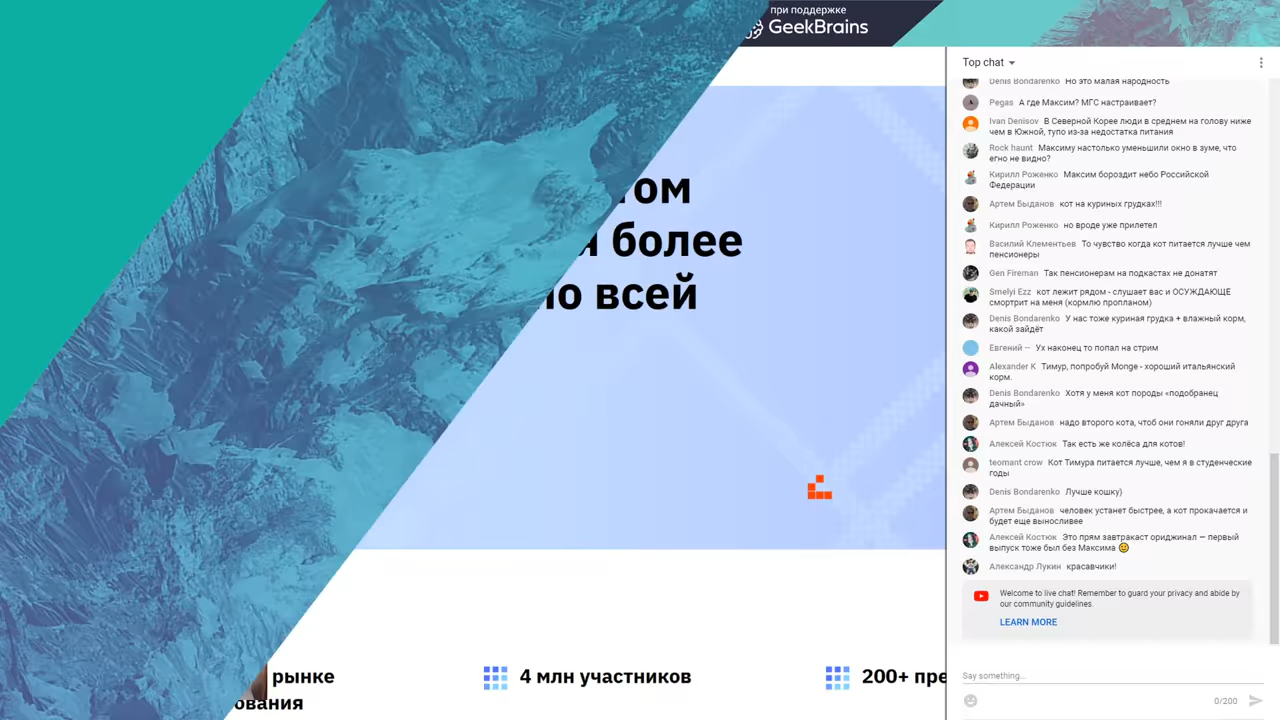 при поддержке
GeekBrains
более
всей
рынке
4 млн участников
200+
Top chat
Denis Bondarenko Но это малая народность
Pegas А где Максим? МГС настраивает?
Ivan Denisov В Северной Корее люди в среднем на голову ниже
чем в Южной, тупо из-за недостатка питания
Rock haunt Максиму настолько уменьшили окно в зуме, что
егно не видно?
Кирилл Роженко Максим бороздит небо Российской
Федерации
Артем Быданов кот на куриных грудках!!!
Кирилл Роженко но вроде уже прилетел
Василий Клементьев То чувство когда кот питается лучше чем
пенсионеры
Gen Fireman Так пенсионерам на подкастах не донатят
Smelyi Ezz кот лежит рядом - слушает вас и ОСУЖДАЮЩЕ
смортрит на меня (кормлю пропланом)
Denis Bondarenko У нас тоже куриная грудка + влажный корм,
какой зайдёт
Евгений -- Ух наконец то попал на стрим
Alexander K Тимур, попробуй Monge - хороший итальянский
корм.
Denis Bondarenko Хотя у меня кот породы «подобранец
дачный»
Артем Быданов надо второго кота, чтоб они гоняли друг друга
Алексей Костюк Так есть же колёса для котов!
teomant crow Кот Тимура питается лучше, чем я в студенческие
годы
Denis Bondarenko Лучше кошку)
Артем Быданов человек устанет быстрее, а кот прокачается и
будет еще выносливее
Алексей Костюк Это прям завтракаст ориджинал — первый
выпуск тоже был без Максима
Александр Лукин красавчики!
Welcome to live chat! Remember to guard your privacy and abide by
our community guidelines.
LEARN MORE
Say something...
0/200